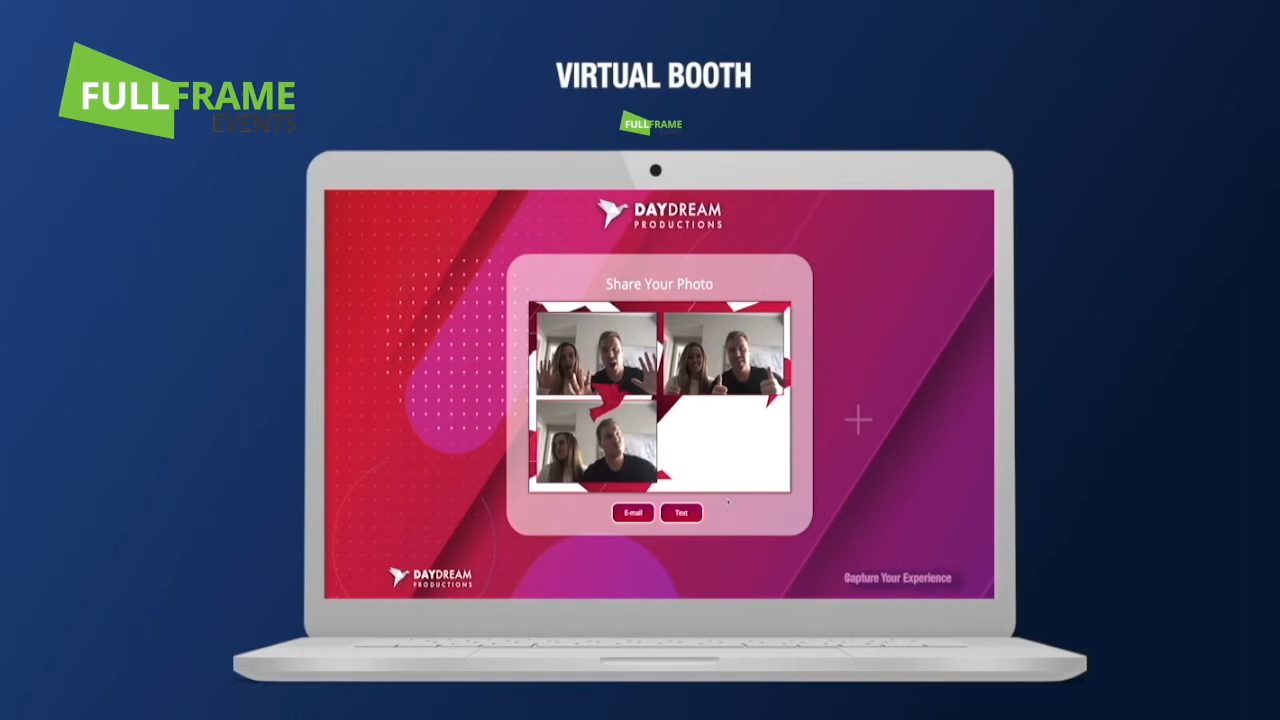 FULLFRAME
EVENTS
VIRTUAL BOOTH
FULLFRAME
DAYDREAM
PRODUCTIONS
Share Your Photo
E-mail
Text
DAYDREAM
PRODUCTIONS
Capture Your Experience